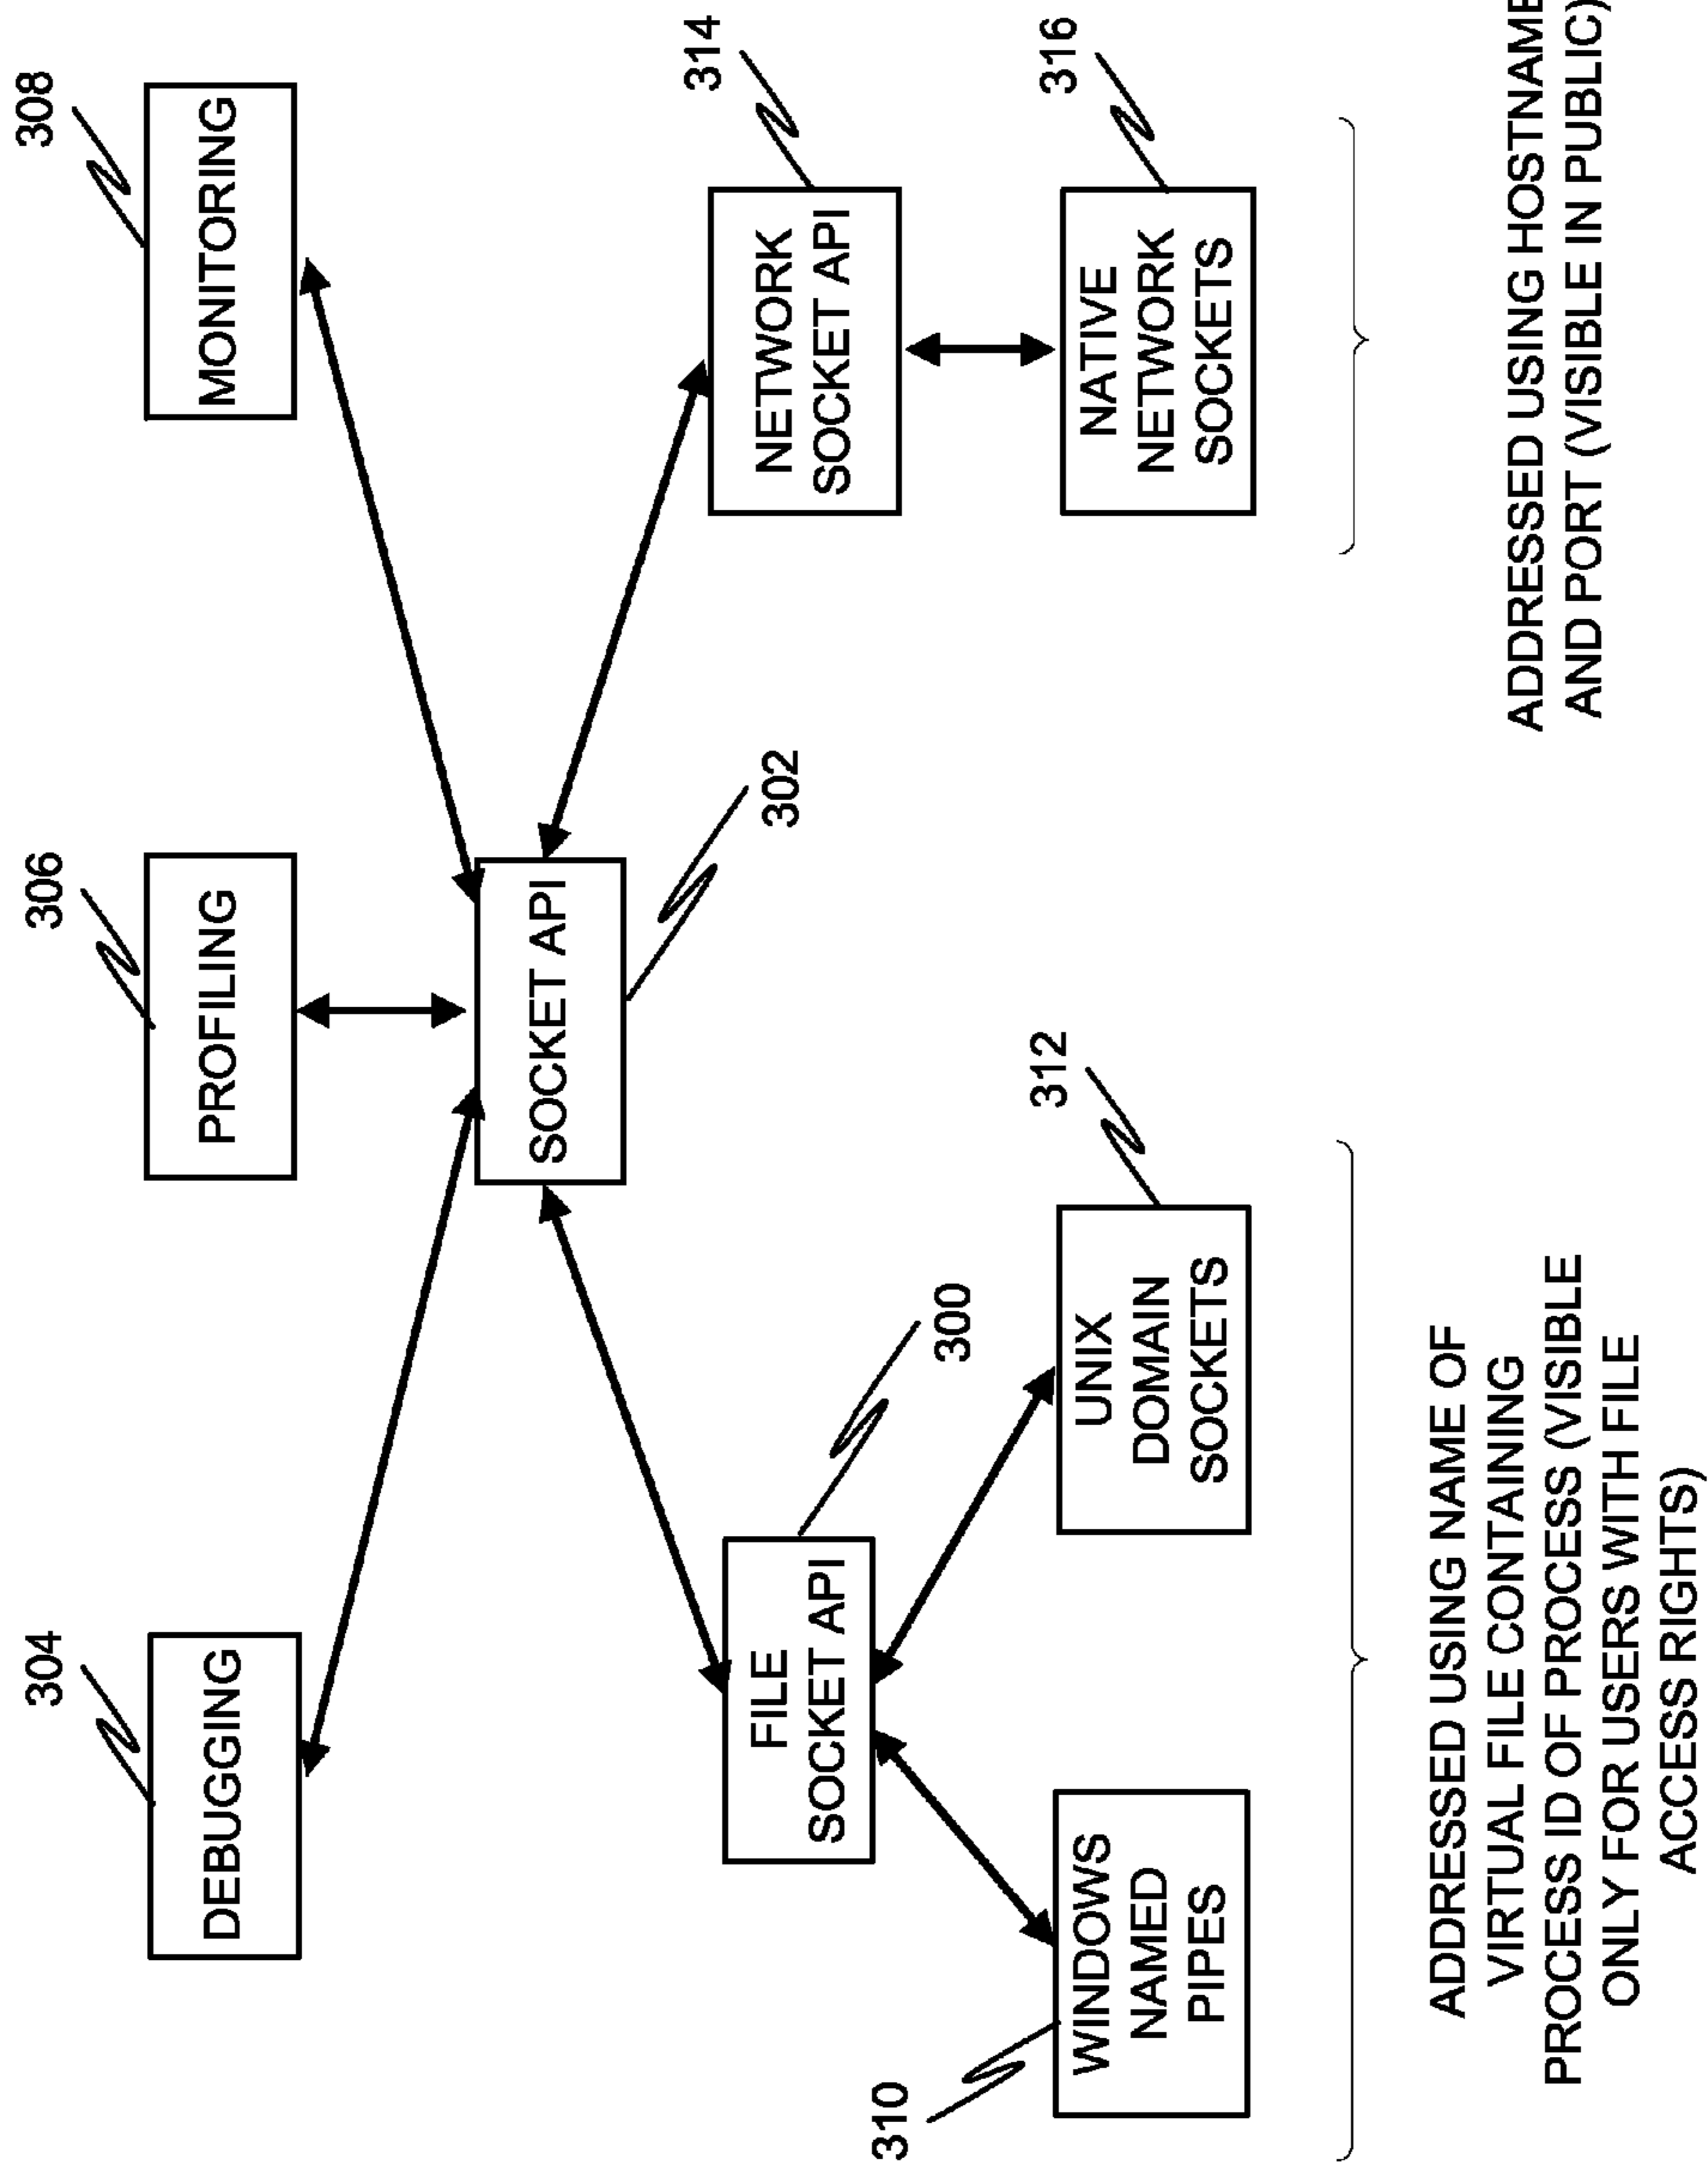 304
306
308
DEBUGGING
PROFILING
MONITORING
SOCKET API
302
FILE
SOCKET API
300
NETWORK
SOCKET API
314
310
WINDOWS
NAMED
PIPES
UNIX
DOMAIN
SOCKETS
312
NATIVE
NETWORK
SOCKETS
316
ADDRESSED USING NAME OF
VIRTUAL FILE CONTAINING
PROCESS ID OF PROCESS (VISIBLE
ONLY FOR USERS WITH FILE
ACCESS RIGHTS)
ADDRESSED USING HOSTNAME
AND PORT (VISIBLE IN PUBLIC)